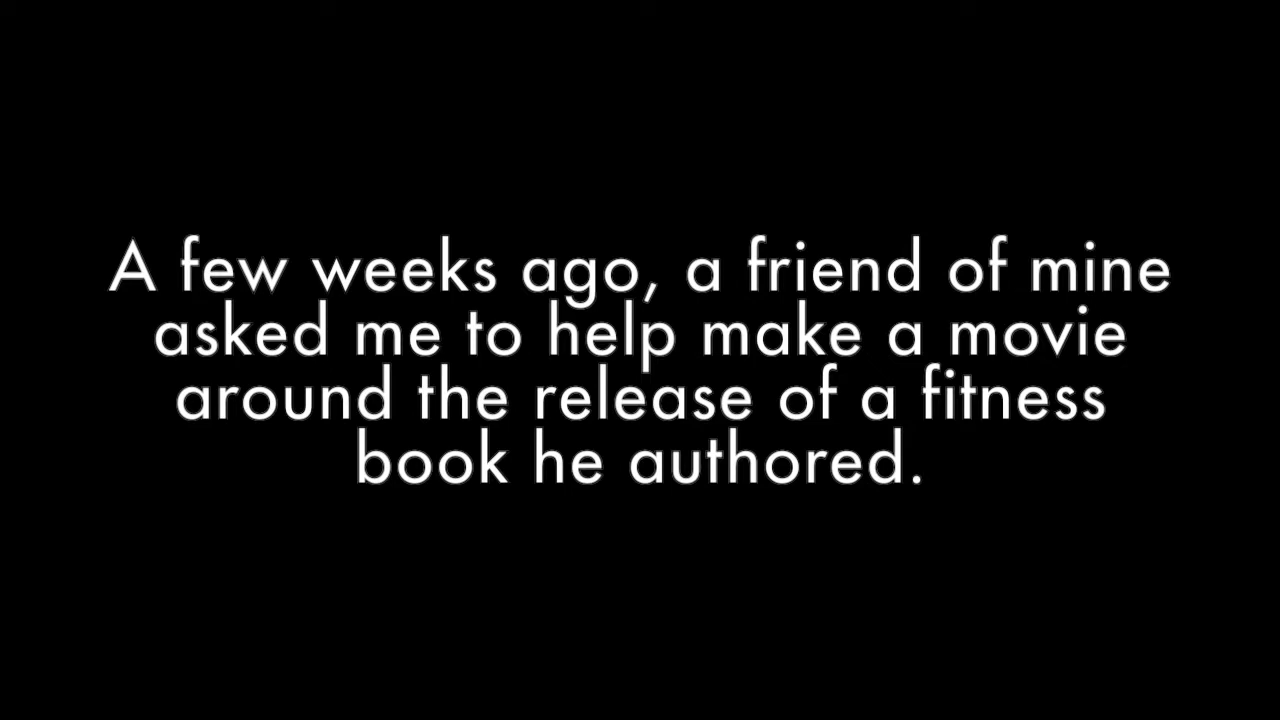 A few weeks ago, a friend of mine
asked me to help make a movie
around the release of a fitness
book he authored.